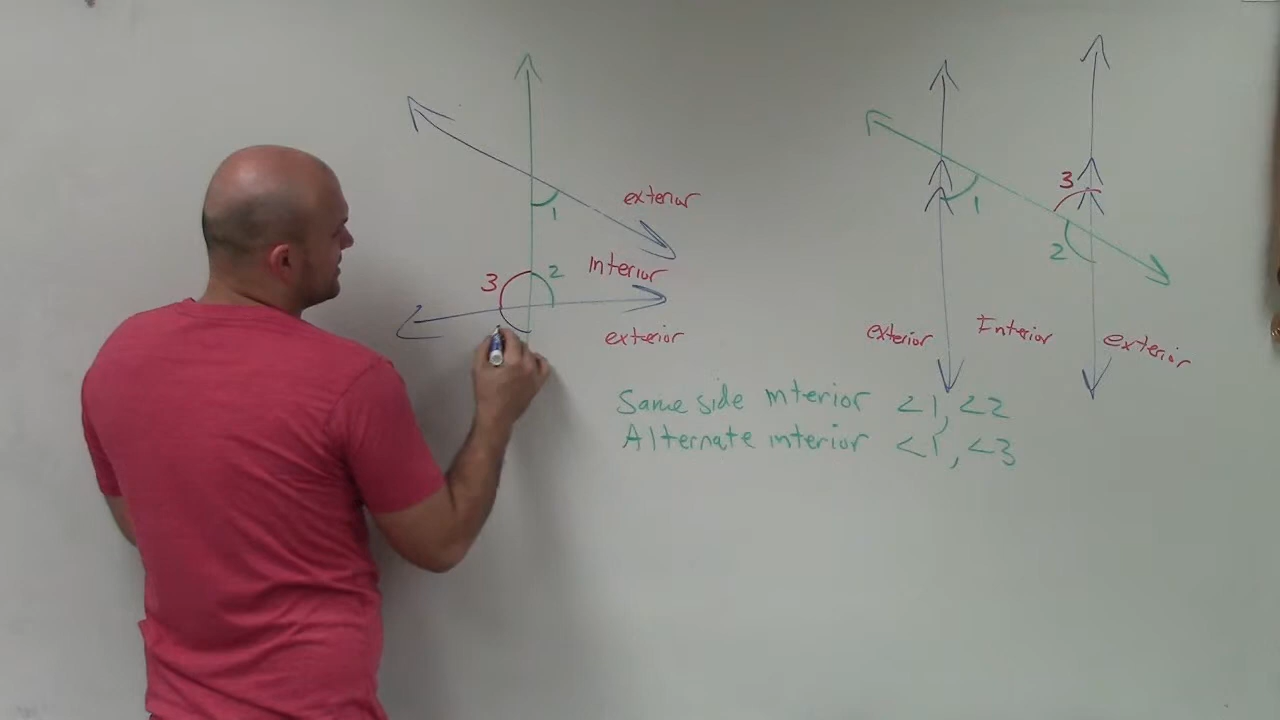 exterior
1
3
2
Interior
exterior
3
1
2
exterior
Interior
exterior
Same side interior <1, <2
Alternate interior <1, <3